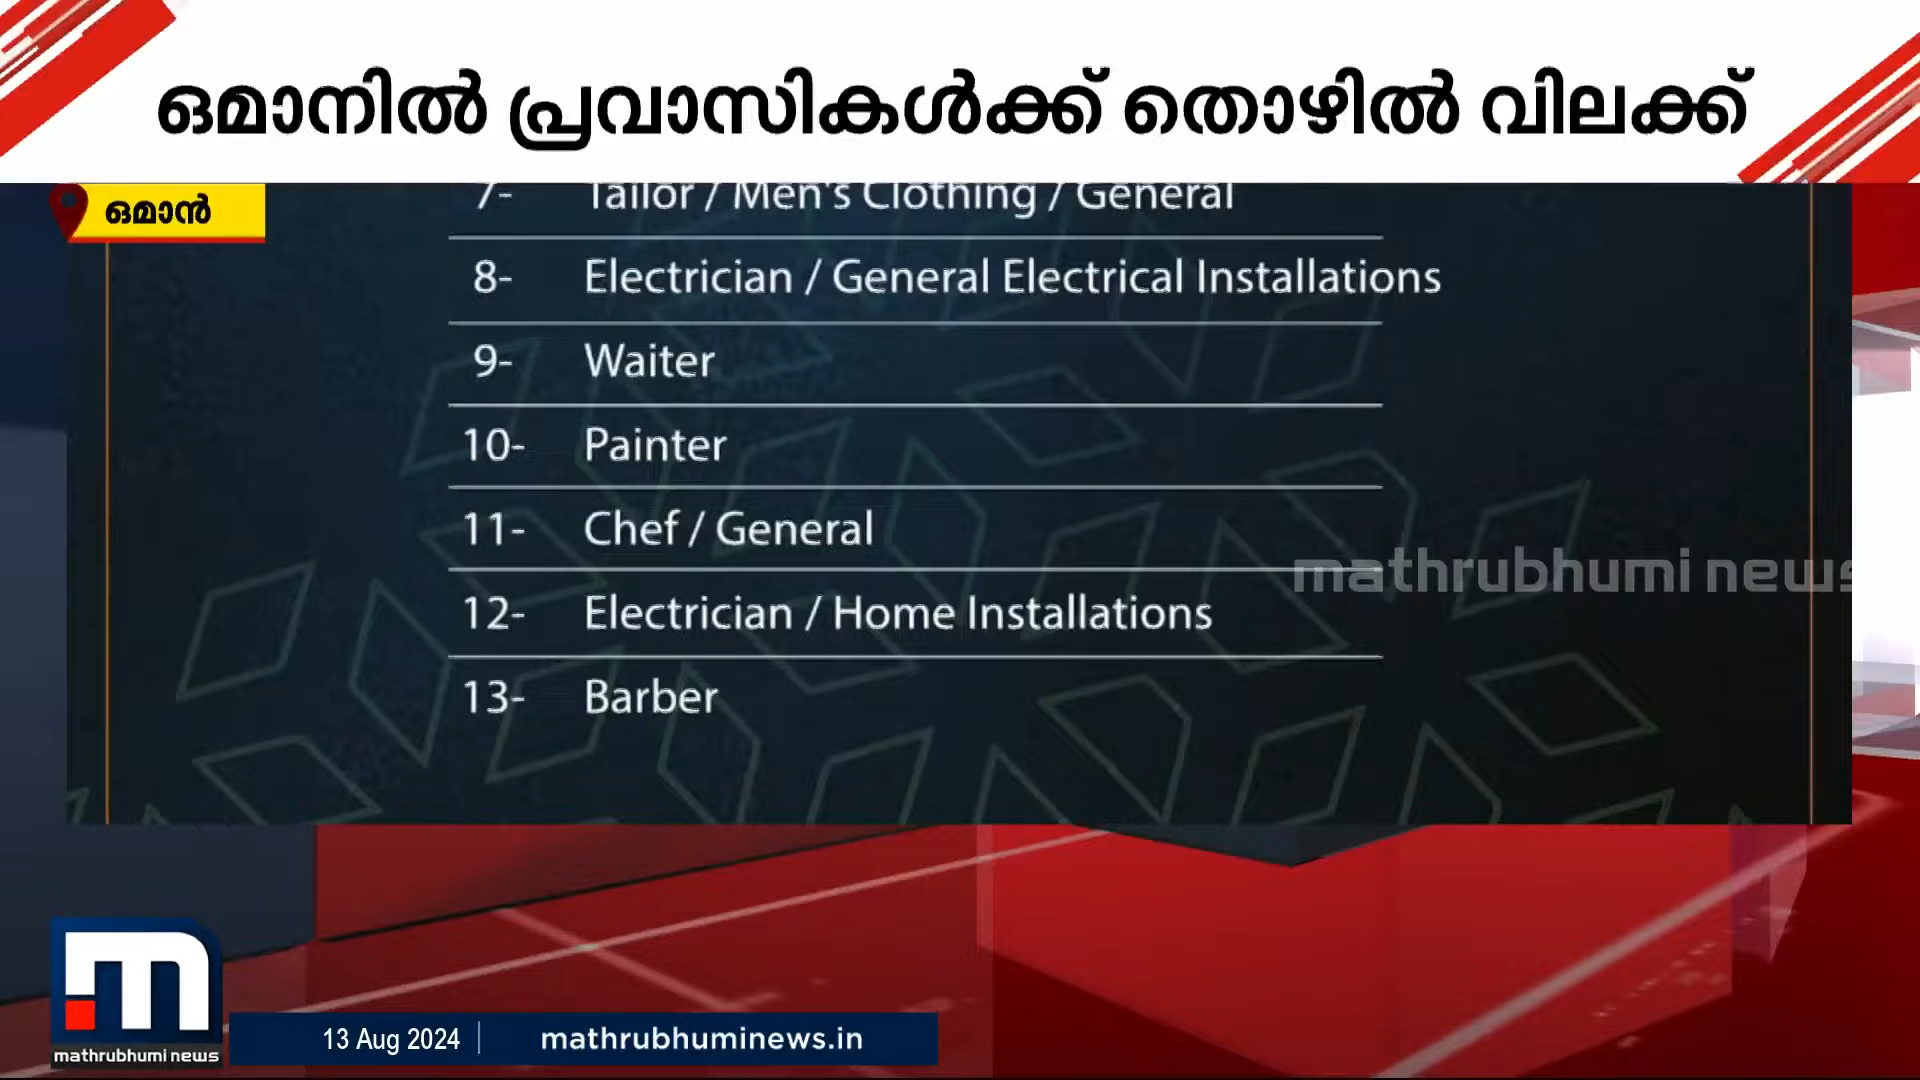 ഒമാനിൽ പ്രവാസികൾക്ക് തൊഴിൽ വിലക്ക്
ഒമാൻ
7- Tailor / Men's Clothing / General
8- Electrician / General Electrical Installations
9- Waiter
10- Painter
11- Chef / General
mathrubhumi news
12- Electrician / Home Installations
13- Barber
mathrubhumi news
13 Aug 2024
mathrubhuminews.in